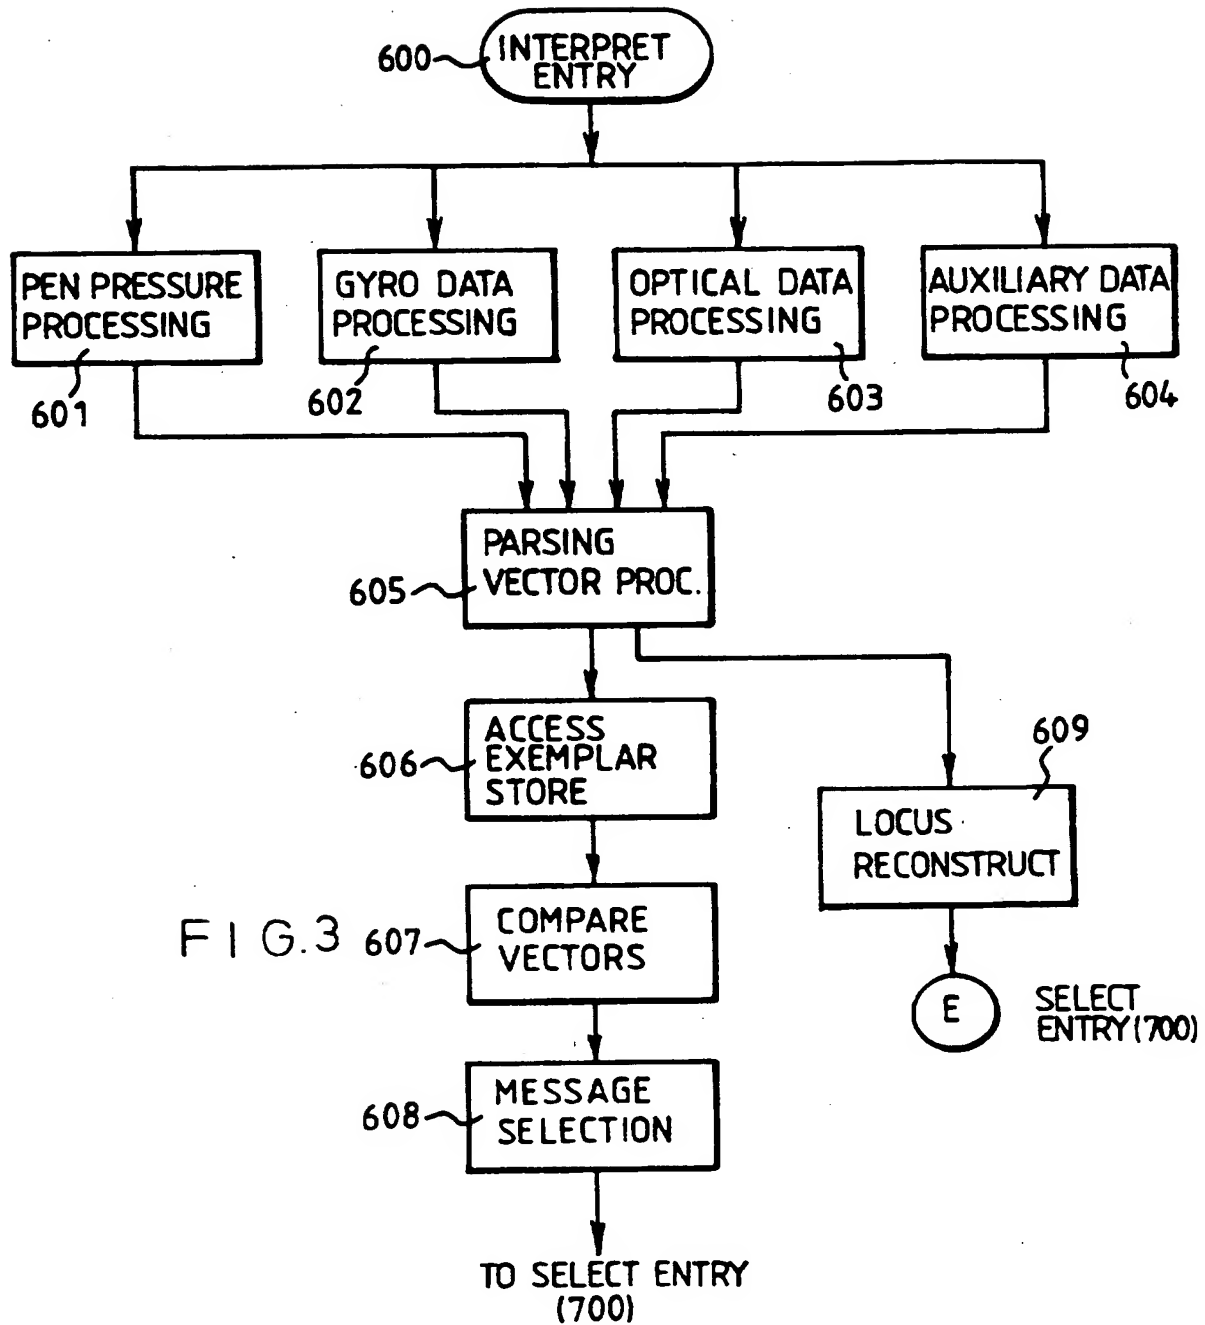 600
INTERPRET
ENTRY
PEN PRESSURE
PROCESSING
601
GYRO DATA
PROCESSING
602
OPTICAL DATA
PROCESSING
603
AUXILIARY DATA
PROCESSING
604
PARSING
VECTOR PROC.
605
ACCESS
EXEMPLAR
STORE
606
609
LOCUS
RECONSTRUCT
FIG.3
607
COMPARE
VECTORS
E
SELECT
ENTRY(700)
608
MESSAGE
SELECTION
TO SELECT ENTRY
(700)